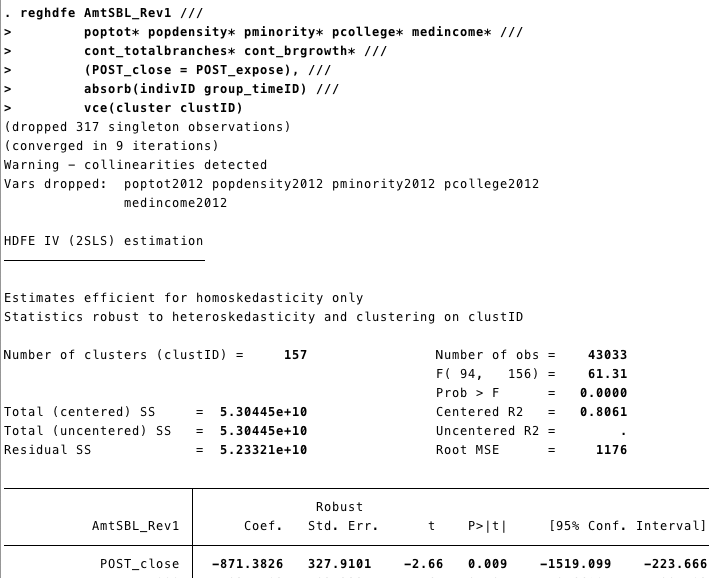 . reghdfe AmtSBL_Rev1 ///
> poptot* popdensity* pminority* pcollege* medincome* ///
> cont_totalbranches* cont_brgrowth* ///
> (POST_close = POST_expose), ///
> absorb(indivID group_timeID) ///
> vce(cluster clustID)
(dropped 317 singleton observations)
(converged in 9 iterations)
Warning - collinearities detected
Vars dropped: poptot2012 popdensity2012 pminority2012 pcollege2012
medincome2012
HDFE IV (2SLS) estimation
Estimates efficient for homoskedasticity only
Statistics robust to heteroskedasticity and clustering on clustID
Number of clusters (clustID) = 157 Number of obs = 43033
F( 94, 156) = 61.31
Prob > F = 0.0000
Total (centered) SS = 5.30445e+10 Centered R2 = 0.8061
Total (uncentered) SS = 5.30445e+10 Uncentered R2 = .
Residual SS = 5.23321e+10 Root MSE = 1176
Robust
AmtSBL_Rev1 Coef. Std. Err. t P>|t| [95% Conf. Interval]
POST_close -871.3826 327.9101 -2.66 0.009 -1519.099 -223.666